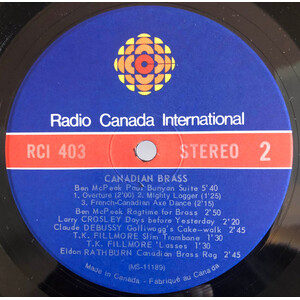 Radio Canada International
RCI 403 STEREO 2
CANADIAN BRASS
Ben McPeek Paul Bunyan Suite 5'40
1, Overture (2'00) 2, Mighty Logger (1'25)
3, French-Canadian Axe Dance (2'15)
Ben McPeek Ragtime for Brass 2'50
Larry CROSLEY Days before Yesterday 2'20
Claude DEBUSSY Golliwogg's Cake-walk 2'45
T.K. FILLMORE Slim Trombone 1'30
T.K. FILLMORE 'Lasses 1'30
Eldon RATHBORN Canadian Brass Rag 2'45
(MS-11189)
Made in Canada - Fabriqué au Canada